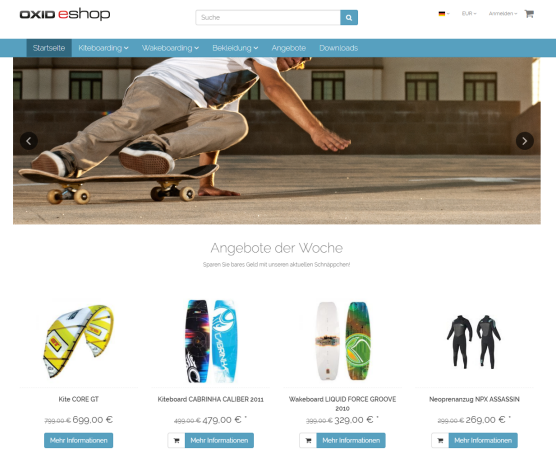 OXID eshop
Suche
EUR
Anmelden
Startseite Kiteboarding Wakeboarding Bekleidung Angebote Downloads
Angebote der Woche
Sparen Sie bares Geld mit unseren aktuellen Schnäppchen!
Kite CORE GT
799,00 € 699,00 €
Mehr Informationen
Kiteboard CABRINHA CALIBER 2011
499,00 € 479,00 € *
Mehr Informationen
Wakeboard LIQUID FORCE GROOVE
2010
399,00 € 329,00 € *
Mehr Informationen
Neoprenanzug NPX ASSASSIN
299,00 € 269,00 € *
Mehr Informationen